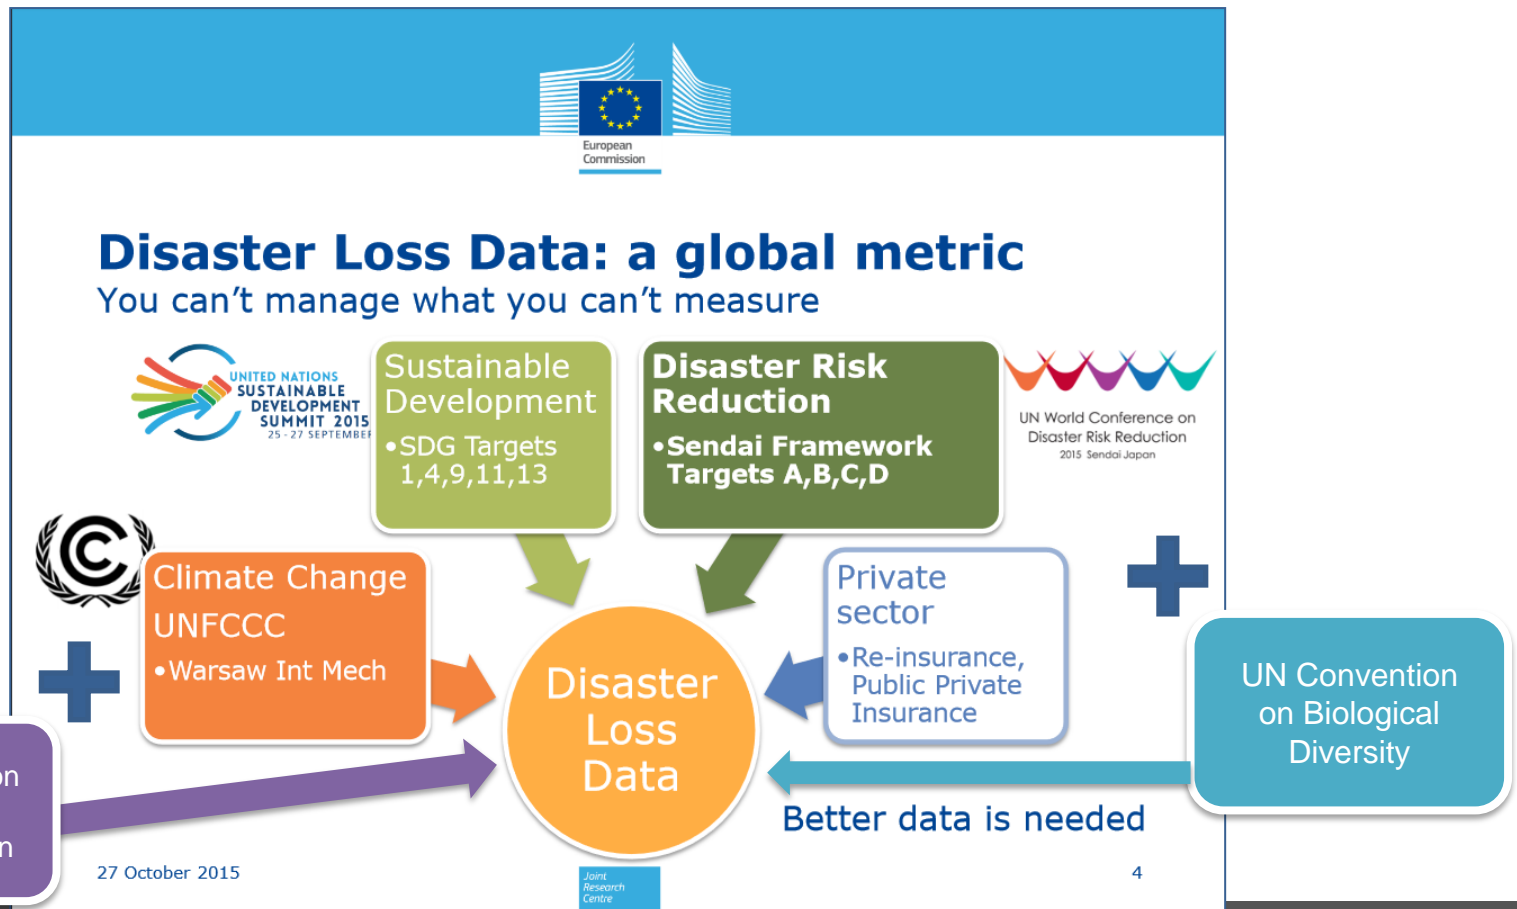 European
Commission
Disaster Loss Data: a global metric
You can't manage what you can't measure
UNITED NATIONS
SUSTAINABLE
DEVELOPMENT
SUMMIT 2015
25 - 27 SEPTEMBER
Sustainable
Development
•SDG Targets
1,4,9,11,13
Disaster Risk
Reduction
•Sendai Framework
Targets A,B,C,D
UN World Conference on
Disaster Risk Reduction
2015 Sendai Japan
Climate Change
UNFCCC
•Warsaw Int Mech
Private
sector
•Re-insurance,
Public Private
Insurance
Disaster
Loss
Data
UN Convention
on Biological
Diversity
Better data is needed
27 October 2015
Joint
Research
Centre
4